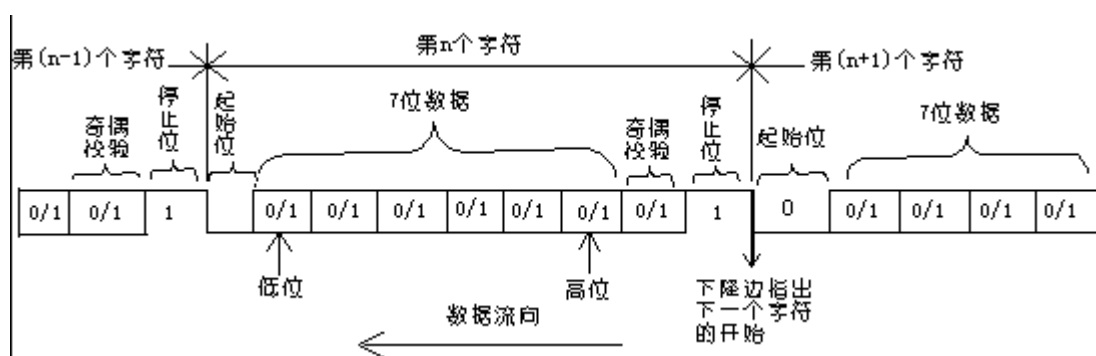 第(n-1)个字符
第n个字符
第(n+1)个字符
奇偶校验
停止位
起始位
7位数据
奇偶校验
停止位
起始位
7位数据
0/1 0/1 1 0/1 0/1 0/1 0/1 0/1 0/1 0/1 1 0 0/1 0/1 0/1 0/1
低位
高位
下降边指出
下一个字符
的开始
数据流向